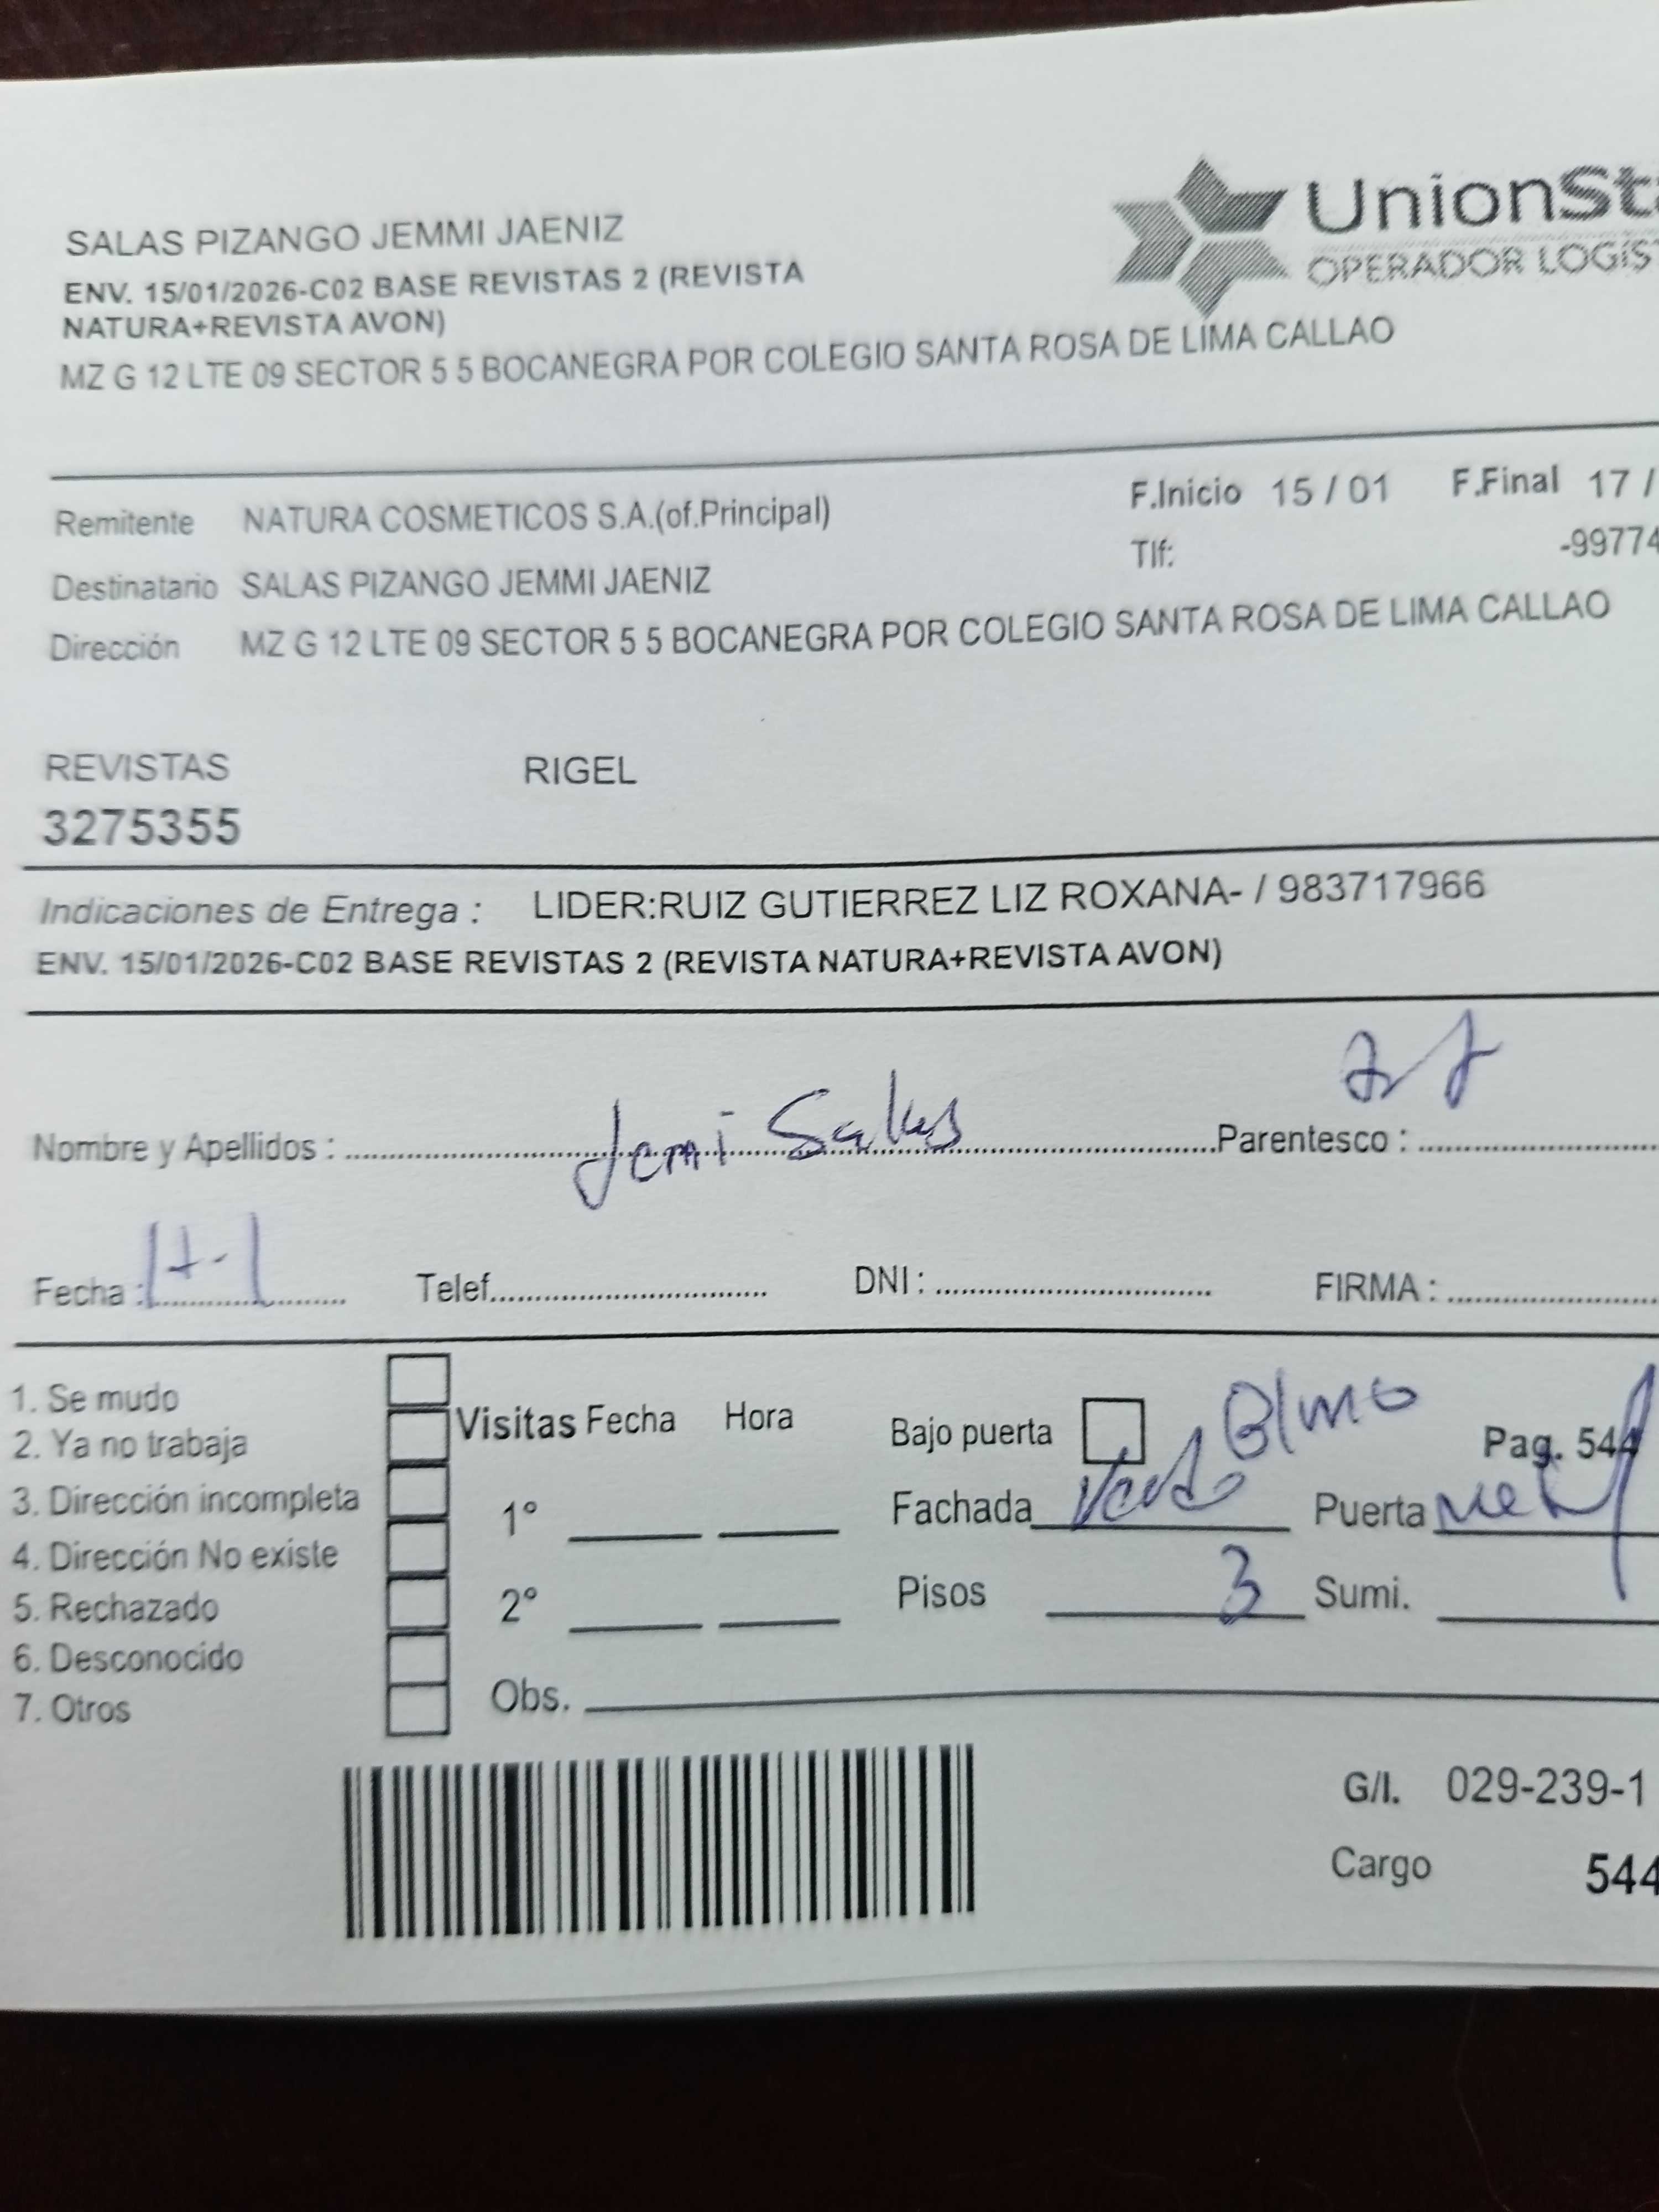 SALAS PIZANGO JEMMI JAENIZ
ENV. 15/01/2026-C02 BASE REVISTAS 2 (REVISTA
NATURA+REVISTA AVON)
MZ G 12 LTE 09 SECTOR 5 5 BOCANEGRA POR COLEGIO SANTA ROSA DE LIMA CALLAO
UnionSt
OPERADOR LOGÍS
Remitente NATURA COSMETICOS S.A.(of.Principal)
F.Inicio 15 / 01 F.Final 17 /
Tlf: -99774
Destinatario SALAS PIZANGO JEMMI JAENIZ
Dirección MZ G 12 LTE 09 SECTOR 5 5 BOCANEGRA POR COLEGIO SANTA ROSA DE LIMA CALLAO
REVISTAS RIGEL
3275355
Indicaciones de Entrega : LIDER:RUIZ GUTIERREZ LIZ ROXANA- / 983717966
ENV. 15/01/2026-C02 BASE REVISTAS 2 (REVISTA NATURA+REVISTA AVON)
Nombre y Apellidos : Jemi Salas Parentesco :
Fecha : 17-1 Telef. DNI : FIRMA :
1. Se mudo
2. Ya no trabaja
3. Dirección incompleta
4. Dirección No existe
5. Rechazado
6. Desconocido
7. Otros
Visitas Fecha Hora
1°
2°
Obs.
Bajo puerta
Pag. 544
Fachada Puerta
Pisos 3 Sumi.
G/I. 029-239-1
Cargo 544